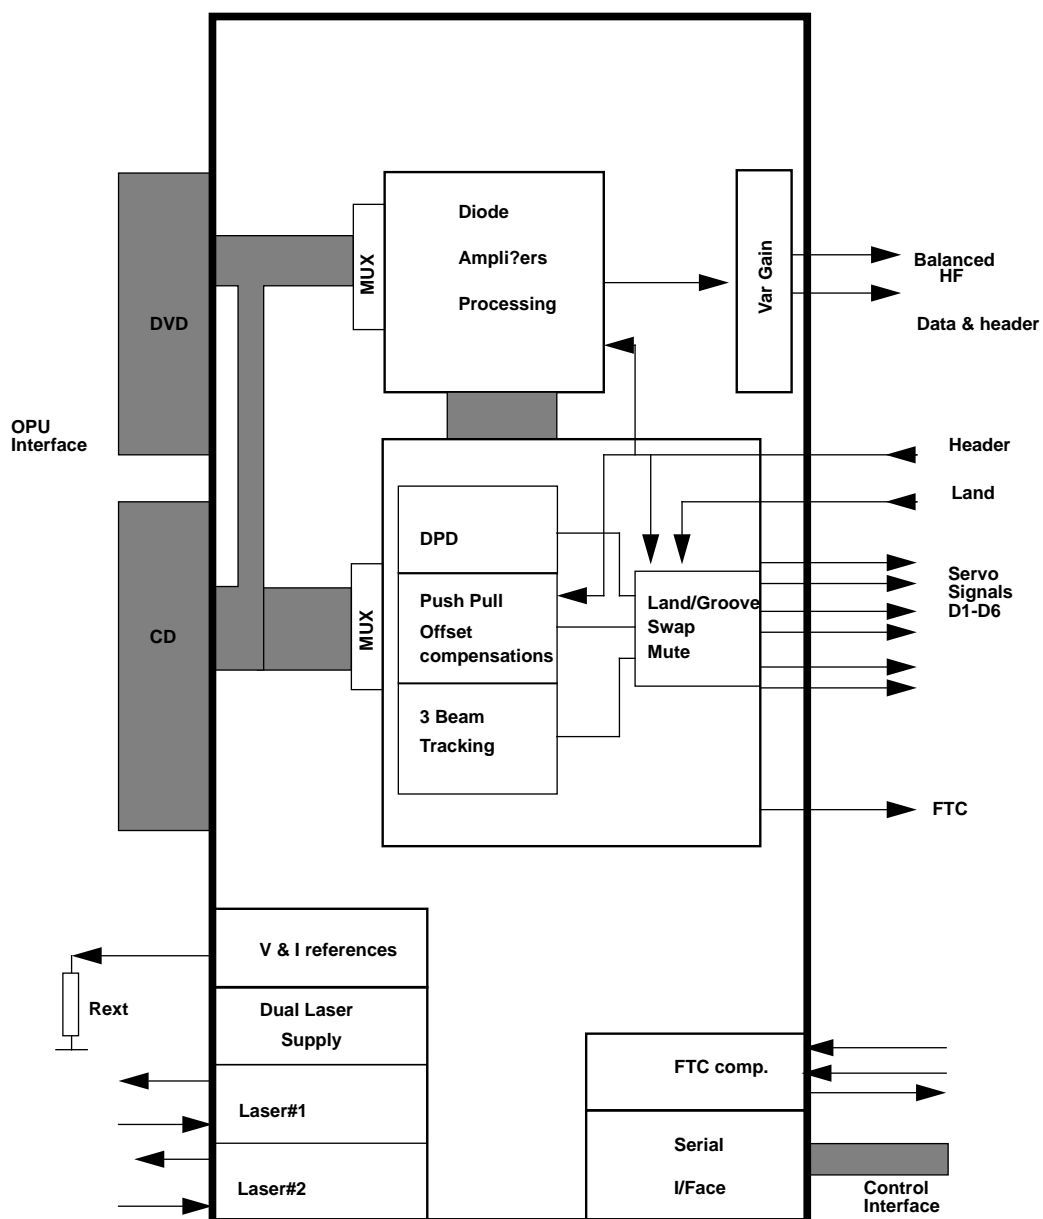 Diode
Ampli?ers
Processing
MUX
Var Gain
Balanced
HF
Data & header
DVD
OPU
Interface
Header
Land
DPD
Push Pull
Offset
compensations
3 Beam
Tracking
MUX
Land/Groove
Swap
Mute
Servo
Signals
D1-D6
CD
FTC
V & I references
Rext
Dual Laser
Supply
Laser#1
Laser#2
FTC comp.
Serial
I/Face
Control
Interface